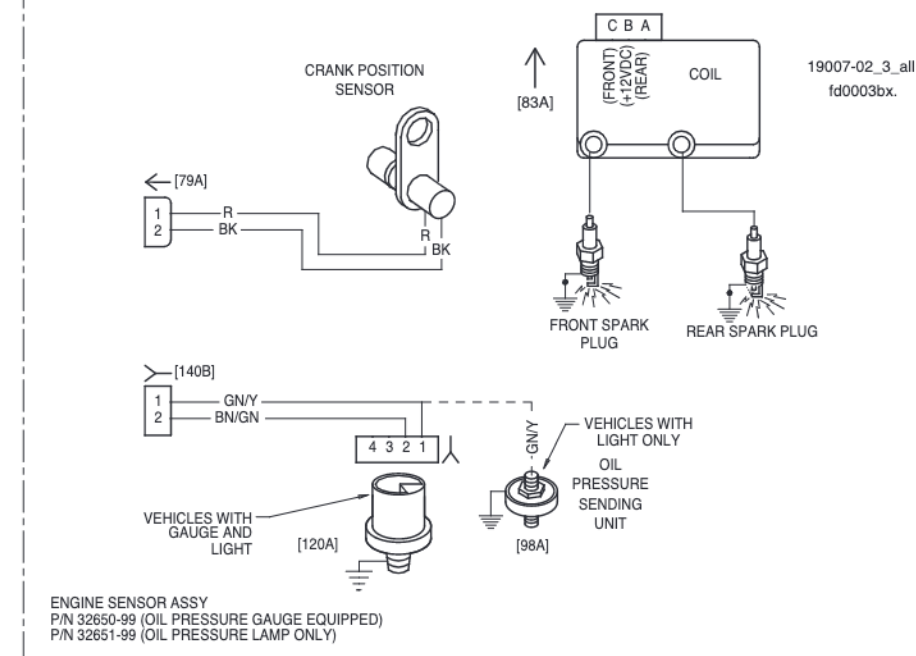 C B A
(FRONT)
(+12VDC)
(REAR)
COIL
[83A]
19007-02_3_all
fd0003bx.
CRANK POSITION
SENSOR
[79A]
1 R
2 BK
R
BK
FRONT SPARK
PLUG
REAR SPARK PLUG
[140B]
1 GN/Y
2 BN/GN
4 3 2 1
GN/Y
VEHICLES WITH
LIGHT ONLY
OIL
PRESSURE
SENDING
UNIT
[98A]
VEHICLES WITH
GAUGE AND
LIGHT
[120A]
ENGINE SENSOR ASSY
P/N 32650-99 (OIL PRESSURE GAUGE EQUIPPED)
P/N 32651-99 (OIL PRESSURE LAMP ONLY)